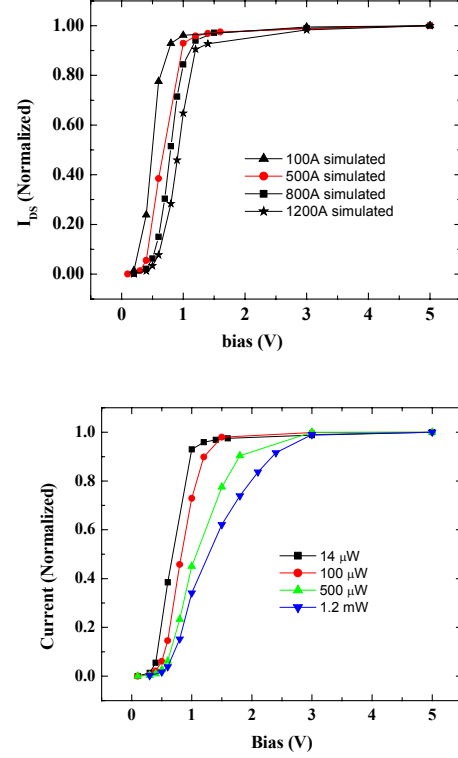 1.00
0.80
0.60
0.40
0.20
0.00
I_DS (Normalized)
100A simulated
500A simulated
800A simulated
1200A simulated
0 1 2 3 4 5
bias (V)
1.0
0.8
0.6
0.4
0.2
0.0
Current (Normalized)
14 μW
100 μW
500 μW
1.2 mW
0 1 2 3 4 5
Bias (V)